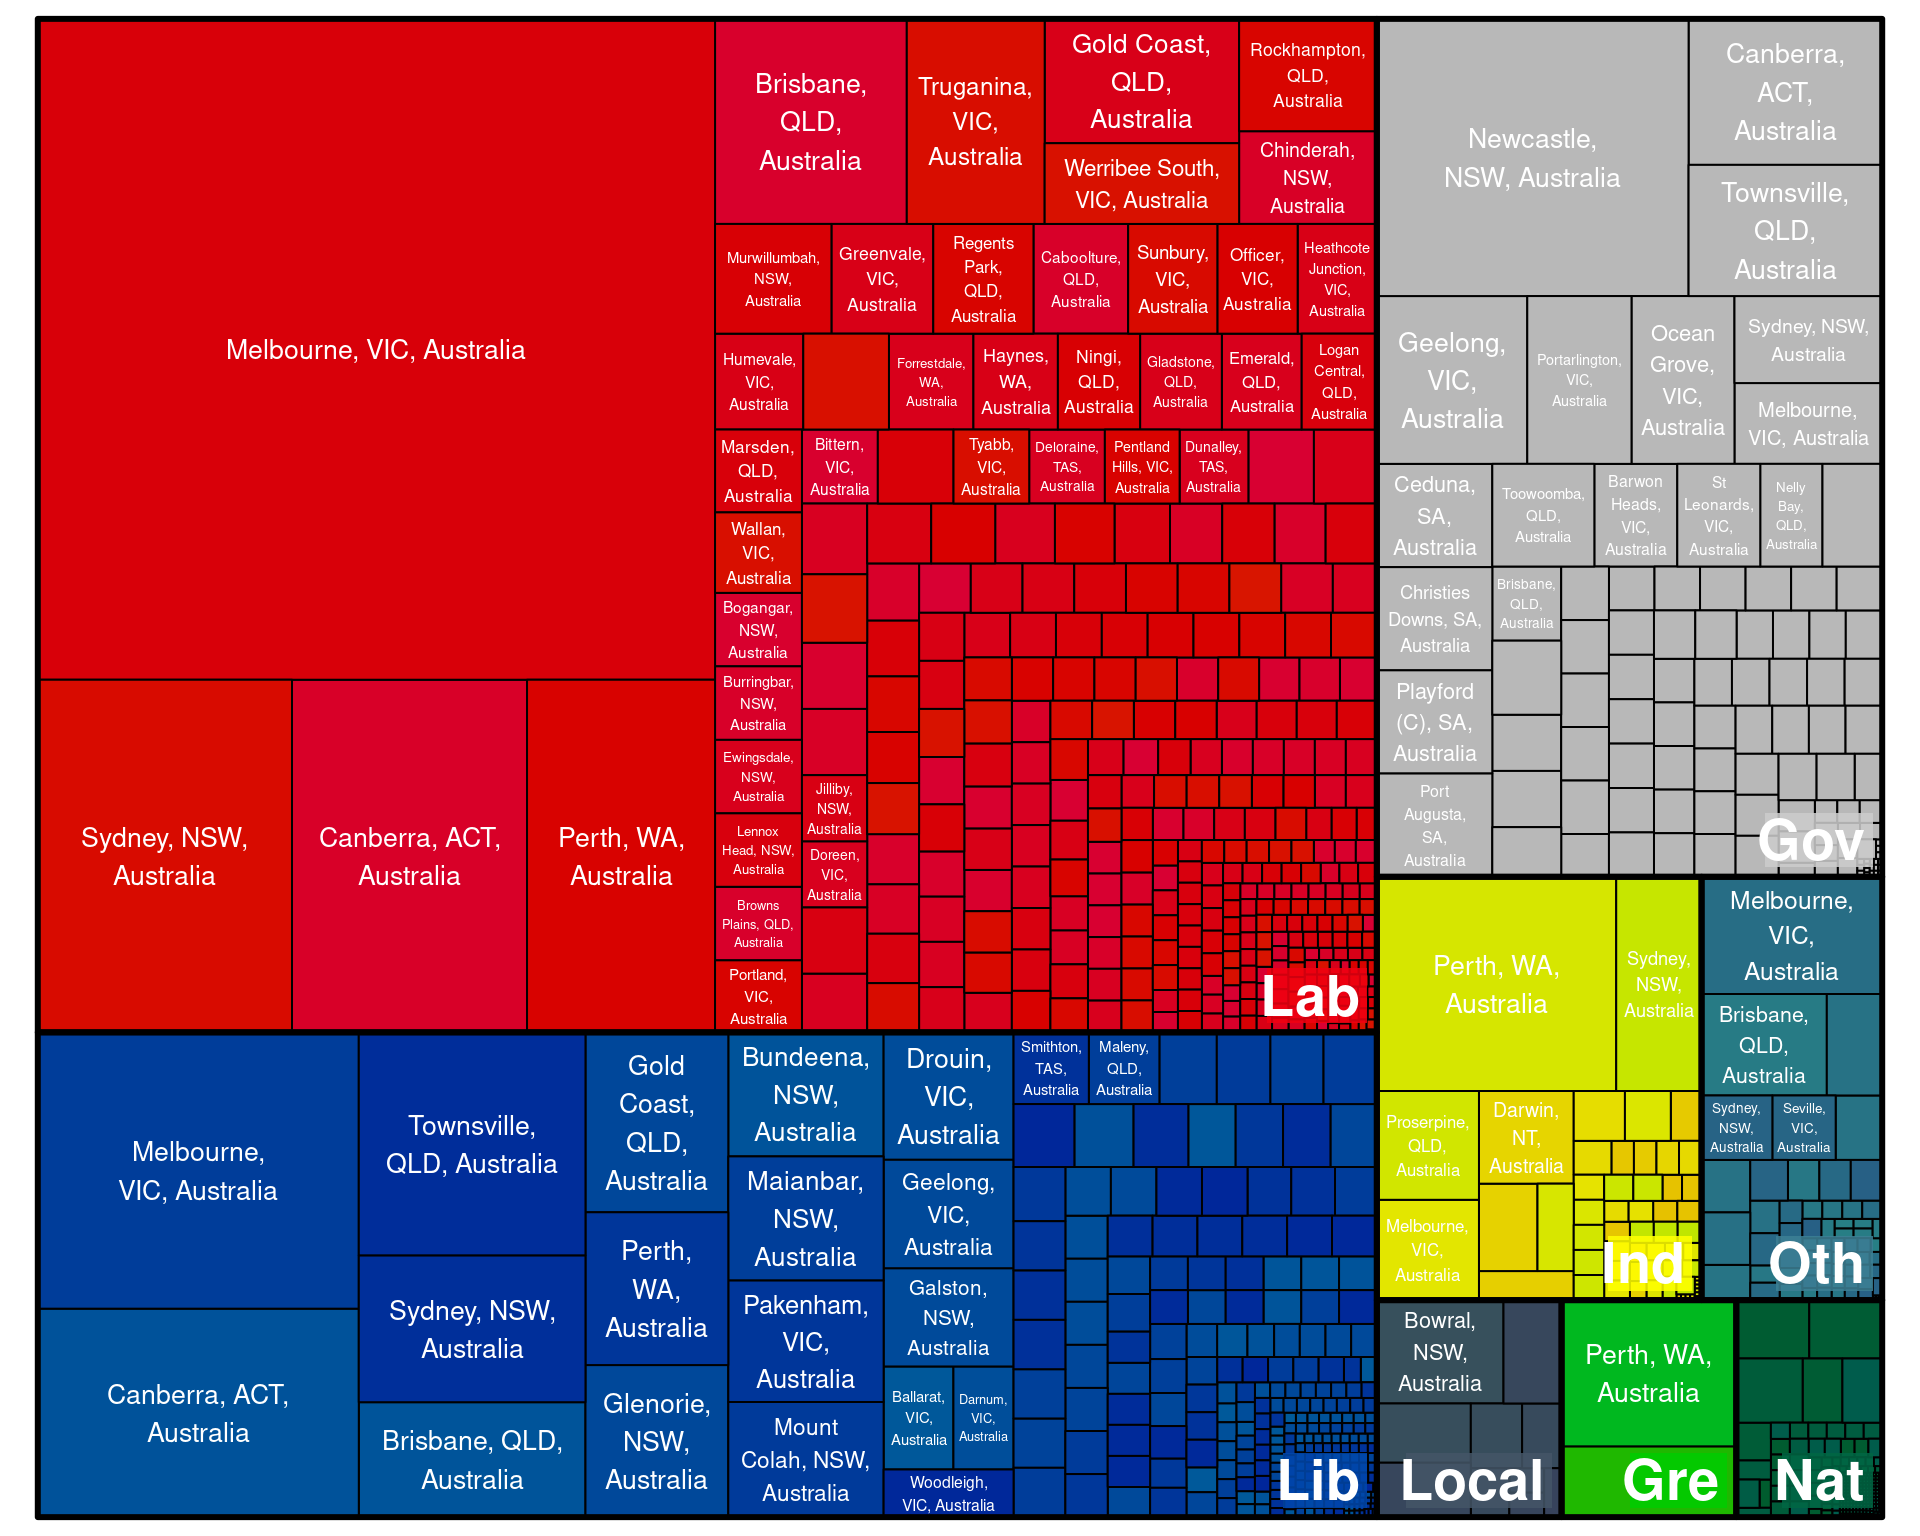 Melbourne, VIC, Australia
Sydney, NSW,
Australia
Canberra, ACT,
Australia
Perth, WA,
Australia
Brisbane,
QLD,
Australia
Truganina,
VIC,
Australia
Gold Coast,
QLD,
Australia
Werribee South,
VIC, Australia
Rockhampton,
QLD,
Australia
Chinderah,
NSW,
Australia
Murwillumbah,
NSW,
Australia
Greenvale,
VIC,
Australia
Regents
Park,
QLD,
Australia
Caboolture,
QLD,
Australia
Sunbury,
VIC,
Australia
Officer,
VIC,
Australia
Heathcote
Junction,
VIC,
Australia
Humevale,
VIC,
Australia
Forrestdale,
WA,
Australia
Haynes,
WA,
Australia
Ningi,
QLD,
Australia
Gladstone,
QLD,
Australia
Emerald,
QLD,
Australia
Logan
Central,
QLD,
Australia
Marsden,
QLD,
Australia
Bittern,
VIC,
Australia
Tyabb,
VIC,
Australia
Deloraine,
TAS,
Australia
Pentland
Hills, VIC,
Australia
Dunalley,
TAS,
Australia
Wallan,
VIC,
Australia
Bogangar,
NSW,
Australia
Burringbar,
NSW,
Australia
Ewingsdale,
NSW,
Australia
Lennox
Head, NSW,
Australia
Browns
Plains, QLD,
Australia
Portland,
VIC,
Australia
Jilliby,
NSW,
Australia
Doreen,
VIC,
Australia
Lab
Newcastle,
NSW, Australia
Canberra,
ACT,
Australia
Townsville,
QLD,
Australia
Geelong,
VIC,
Australia
Portarlington,
VIC,
Australia
Ocean
Grove,
VIC,
Australia
Sydney, NSW,
Australia
Melbourne,
VIC, Australia
Ceduna,
SA,
Australia
Toowoomba,
QLD,
Australia
Barwon
Heads,
VIC,
Australia
St
Leonards,
VIC,
Australia
Nelly
Bay,
QLD,
Australia
Christies
Downs, SA,
Australia
Brisbane,
QLD,
Australia
Playford
(C), SA,
Australia
Port
Augusta,
SA,
Australia
Gov
Melbourne,
VIC, Australia
Canberra, ACT,
Australia
Townsville,
QLD, Australia
Sydney, NSW,
Australia
Brisbane, QLD,
Australia
Gold
Coast,
QLD,
Australia
Perth,
WA,
Australia
Glenorie,
NSW,
Australia
Bundeena,
NSW,
Australia
Maianbar,
NSW,
Australia
Pakenham,
VIC,
Australia
Mount
Colah, NSW,
Australia
Drouin,
VIC,
Australia
Geelong,
VIC,
Australia
Galston,
NSW,
Australia
Ballarat,
VIC,
Australia
Darnum,
VIC,
Australia
Woodleigh,
VIC, Australia
Smithton,
TAS,
Australia
Maleny,
QLD,
Australia
Lib
Perth, WA,
Australia
Sydney,
NSW,
Australia
Proserpine,
QLD,
Australia
Darwin,
NT,
Australia
Melbourne,
VIC,
Australia
Ind
Melbourne,
VIC,
Australia
Brisbane,
QLD,
Australia
Sydney,
NSW,
Australia
Seville,
VIC,
Australia
Oth
Bowral,
NSW,
Australia
Local
Perth, WA,
Australia
Gre
Nat